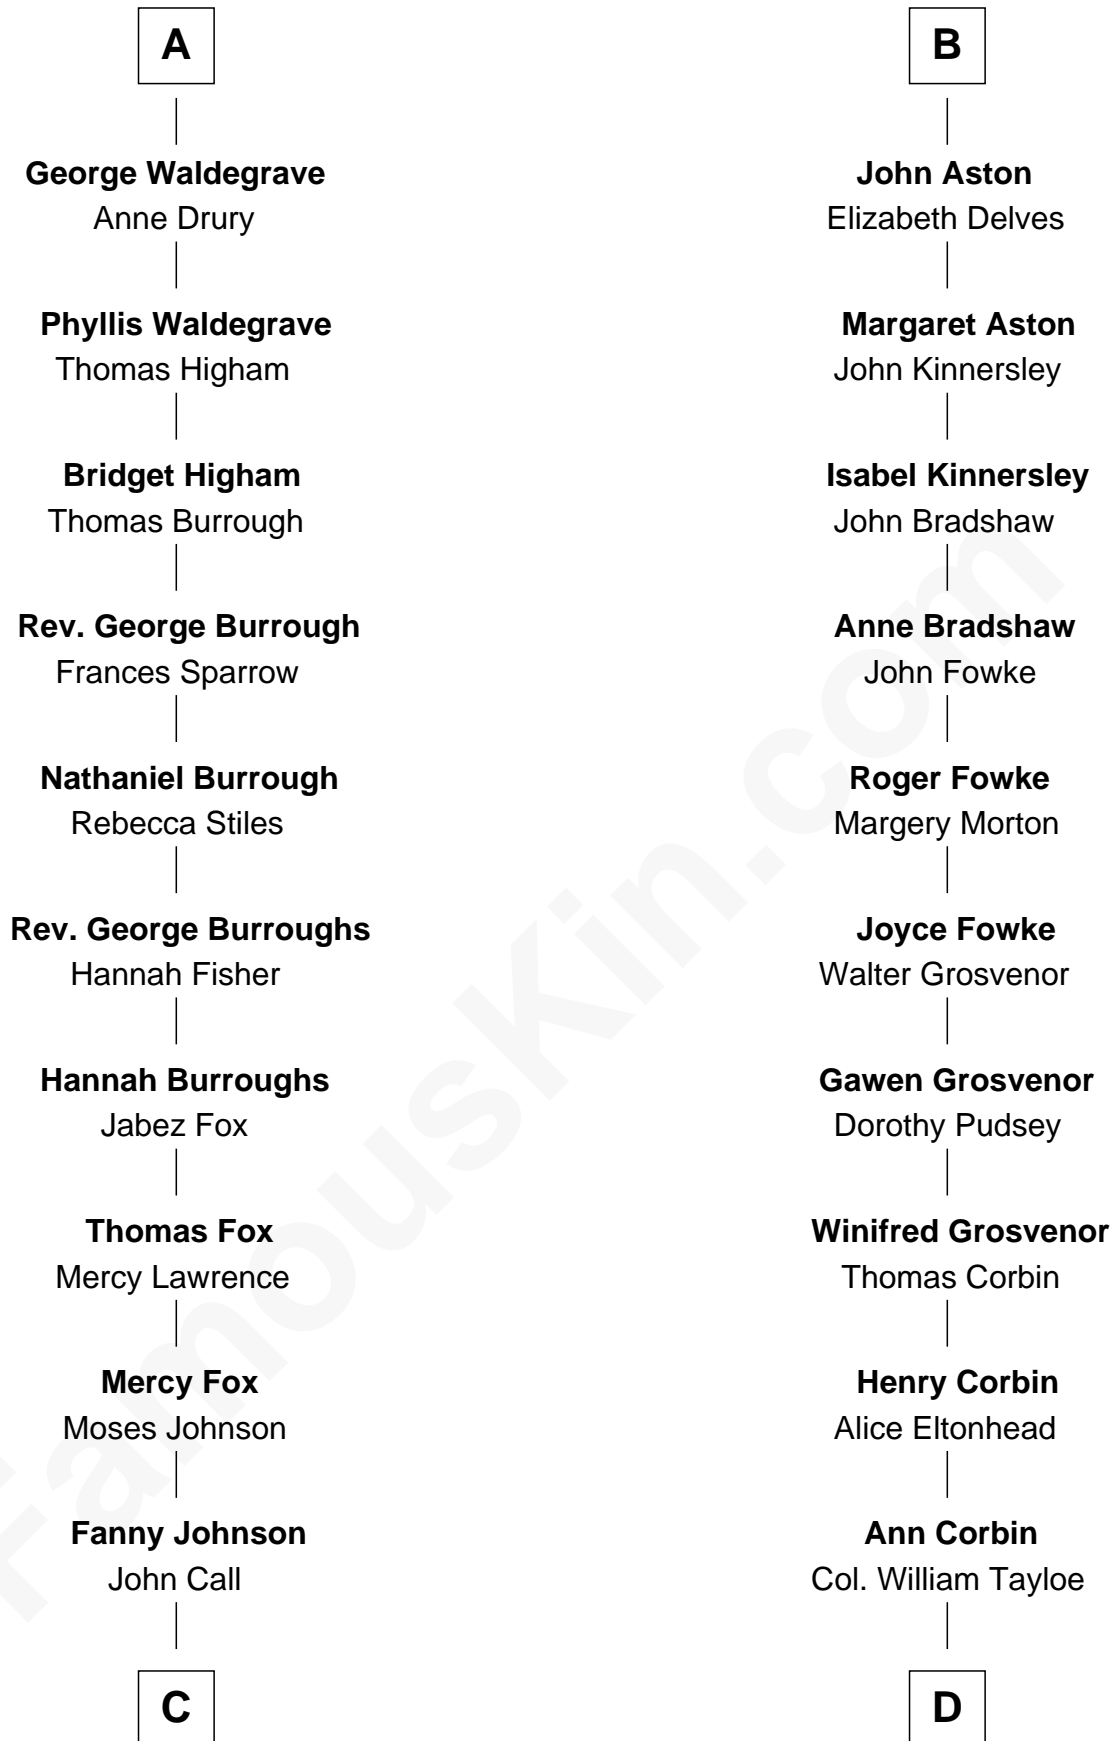 A
George Waldegrave
Anne Drury
Phyllis Waldegrave
Thomas Higham
Bridget Higham
Thomas Burrough
Rev. George Burrough
Frances Sparrow
Nathaniel Burrough
Rebecca Stiles
Rev. George Burroughs
Hannah Fisher
Hannah Burroughs
Jabez Fox
Thomas Fox
Mercy Lawrence
Mercy Fox
Moses Johnson
Fanny Johnson
John Call
C
B
John Aston
Elizabeth Delves
Margaret Aston
John Kinnersley
Isabel Kinnersley
John Bradshaw
Anne Bradshaw
John Fowke
Roger Fowke
Margery Morton
Joyce Fowke
Walter Grosvenor
Gawen Grosvenor
Dorothy Pudsey
Winifred Grosvenor
Thomas Corbin
Henry Corbin
Alice Eltonhead
Ann Corbin
Col. William Tayloe
D
FamousKin.com